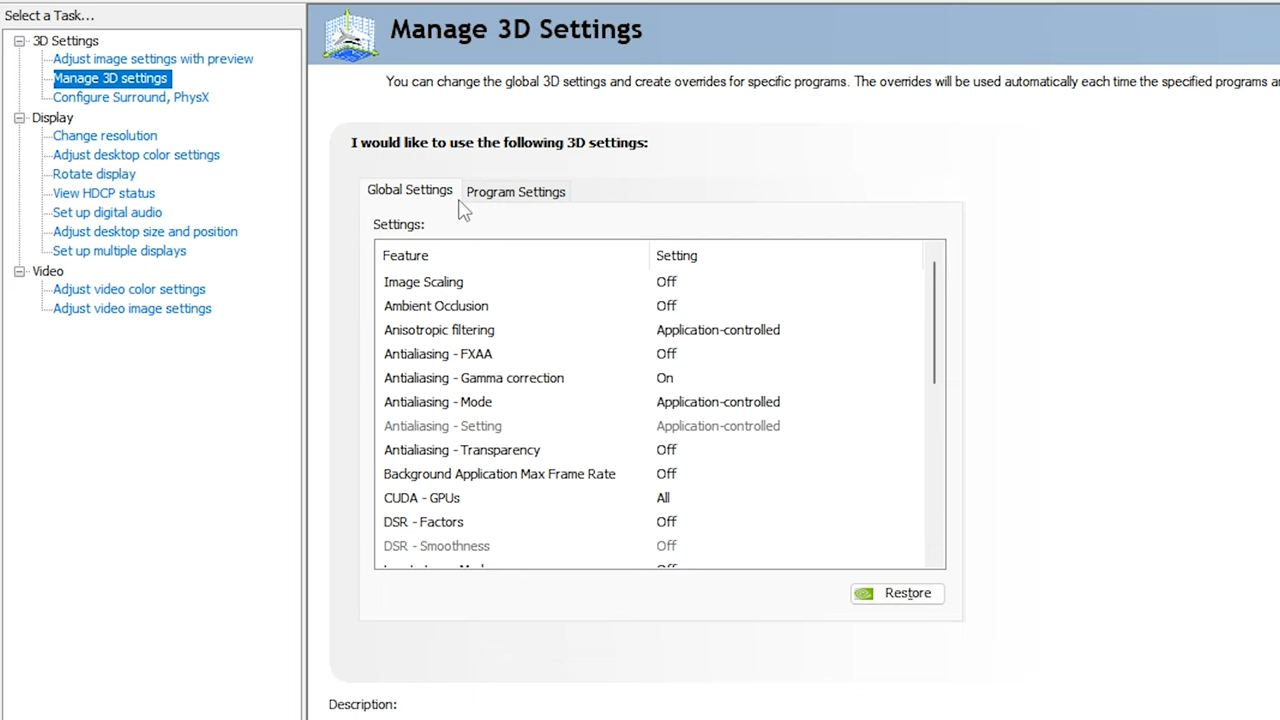 Select a Task...
3D Settings
Adjust image settings with preview
Manage 3D settings
Configure Surround, PhysX
Display
Change resolution
Adjust desktop color settings
Rotate display
View HDCP status
Set up digital audio
Adjust desktop size and position
Set up multiple displays
Video
Adjust video color settings
Adjust video image settings
Manage 3D Settings
You can change the global 3D settings and create overrides for specific programs. The overrides will be used automatically each time the specified programs
I would like to use the following 3D settings:
Global Settings Program Settings
Settings:
Feature Setting
Image Scaling Off
Ambient Occlusion Off
Anisotropic filtering Application-controlled
Antialiasing - FXAA Off
Antialiasing - Gamma correction On
Antialiasing - Mode Application-controlled
Antialiasing - Setting Application-controlled
Antialiasing - Transparency Off
Background Application Max Frame Rate Off
CUDA - GPUs All
DSR - Factors Off
DSR - Smoothness Off
Restore
Description: